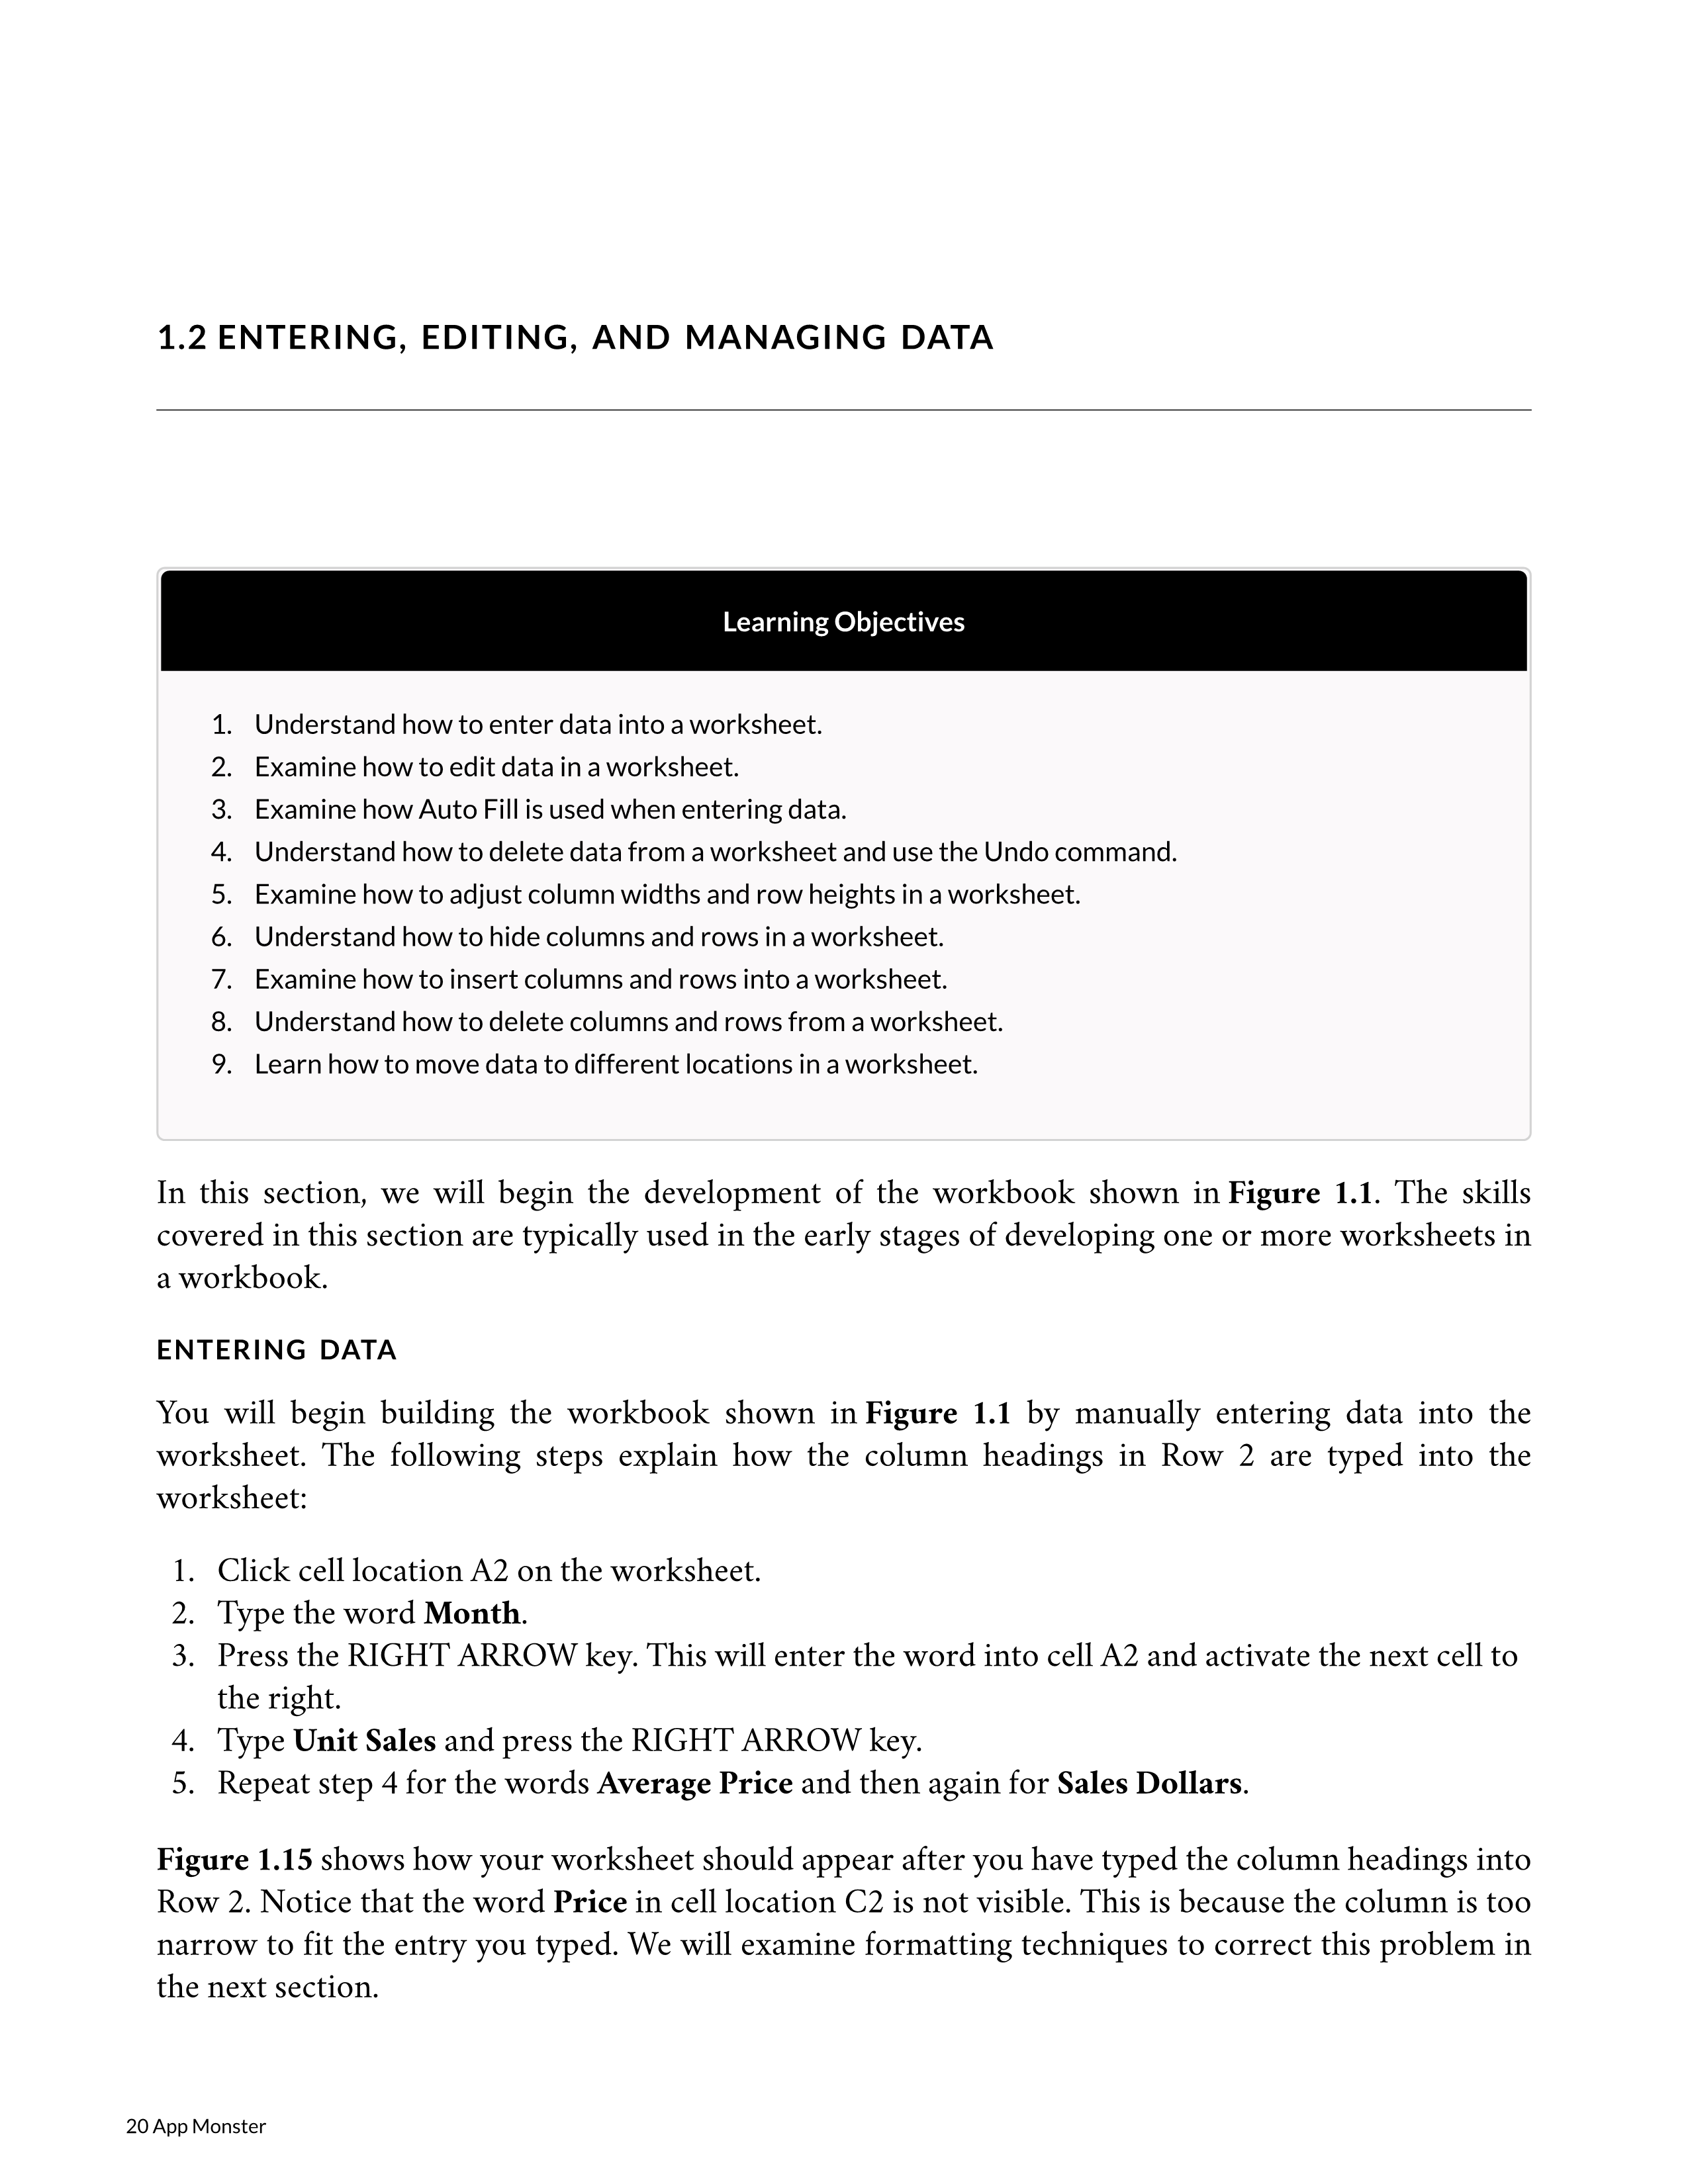 1.2 ENTERING, EDITING, AND MANAGING DATA
Learning Objectives
1. Understand how to enter data into a worksheet.
2. Examine how to edit data in a worksheet.
3. Examine how Auto Fill is used when entering data.
4. Understand how to delete data from a worksheet and use the Undo command.
5. Examine how to adjust column widths and row heights in a worksheet.
6. Understand how to hide columns and rows in a worksheet.
7. Examine how to insert columns and rows into a worksheet.
8. Understand how to delete columns and rows from a worksheet.
9. Learn how to move data to different locations in a worksheet.
In this section, we will begin the development of the workbook shown in Figure 1.1. The skills
covered in this section are typically used in the early stages of developing one or more worksheets in
a workbook.
ENTERING DATA
You will begin building the workbook shown in Figure 1.1 by manually entering data into the
worksheet. The following steps explain how the column headings in Row 2 are typed into the
worksheet:
1. Click cell location A2 on the worksheet.
2. Type the word Month.
3. Press the RIGHT ARROW key. This will enter the word into cell A2 and activate the next cell to
the right.
4. Type Unit Sales and press the RIGHT ARROW key.
5. Repeat step 4 for the words Average Price and then again for Sales Dollars.
Figure 1.15 shows how your worksheet should appear after you have typed the column headings into
Row 2. Notice that the word Price in cell location C2 is not visible. This is because the column is too
narrow to fit the entry you typed. We will examine formatting techniques to correct this problem in
the next section.
20 App Monster